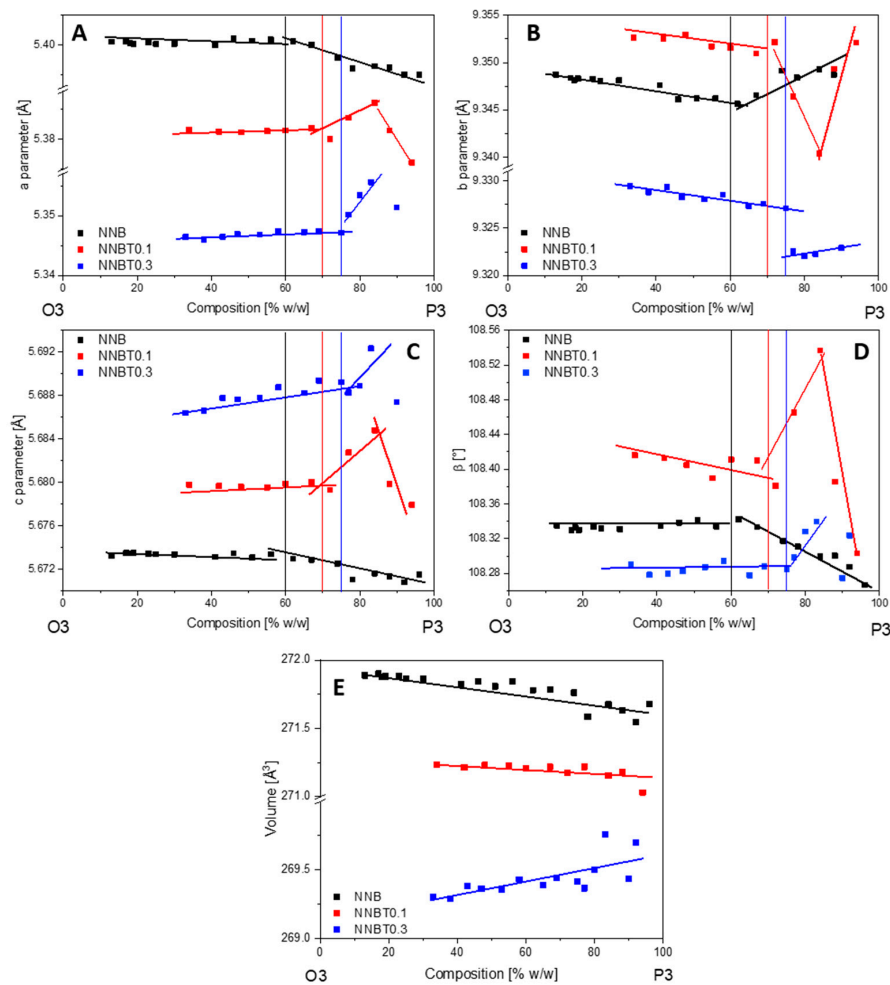 A
a parameter [Å]
5.40
5.38
5.35
5.34
NNB
NNBT0.1
NNBT0.3
0 20 40 60 80 100
O3 Composition [% w/w] P3
B
b parameter [Å]
9.355
9.350
9.345
9.340
9.330
9.325
9.320
NNB
NNBT0.1
NNBT0.3
0 20 40 60 80 100
O3 Composition [% w/w] P3
C
c parameter [Å]
5.692
5.688
5.684
5.680
5.676
5.672
NNB
NNBT0.1
NNBT0.3
0 20 40 60 80 100
O3 Composition [% w/w] P3
D
β [°]
108.56
108.52
108.48
108.44
108.40
108.36
108.32
108.28
NNB
NNBT0.1
NNBT0.3
0 20 40 60 80 100
O3 Composition [% w/w] P3
E
Volume [Å³]
272.0
271.5
271.0
269.5
269.0
NNB
NNBT0.1
NNBT0.3
0 20 40 60 80 100
O3 Composition [% w/w] P3